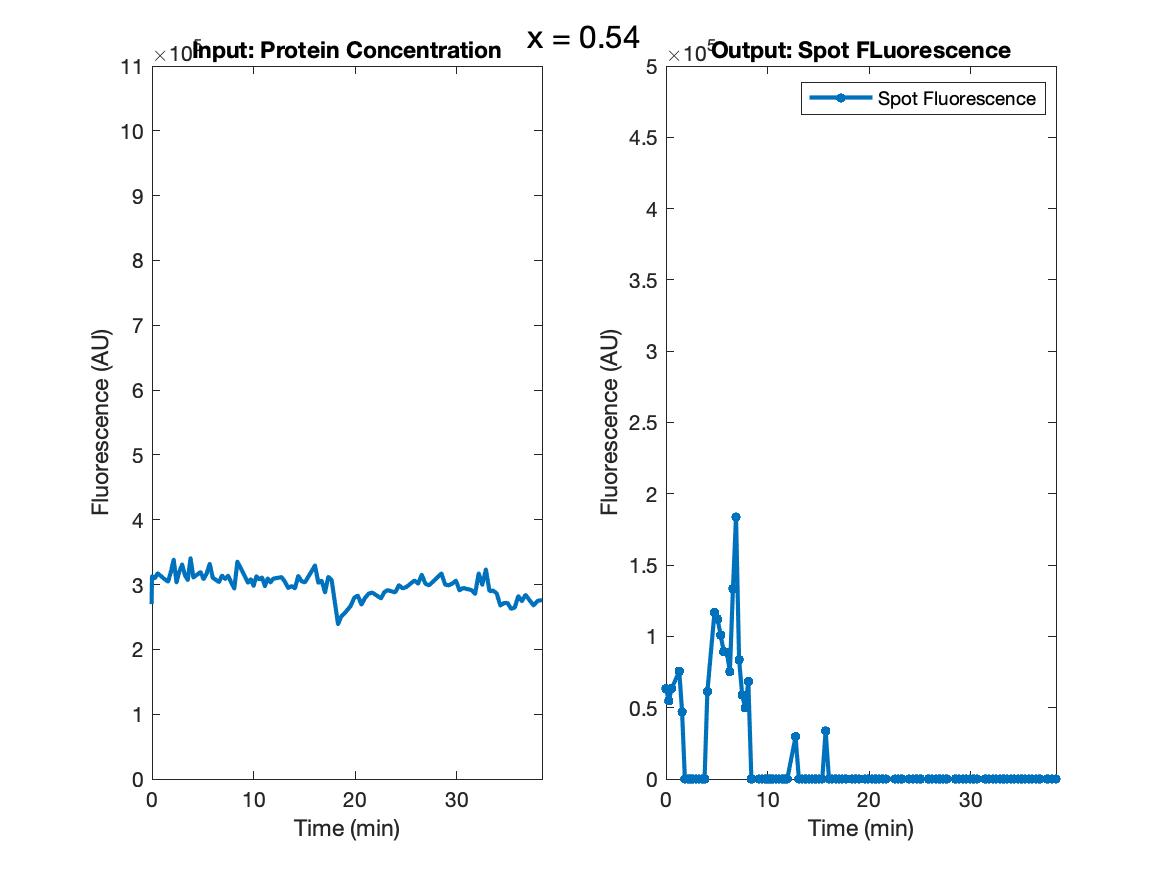 x = 0.54
×10⁵
Input: Protein Concentration
11
10
9
8
7
6
5
4
3
2
1
0
0 10 20 30
Fluorescence (AU)
Time (min)
×10⁵
Output: Spot FLuorescence
Spot Fluorescence
5
4.5
4
3.5
3
2.5
2
1.5
1
0.5
0
0 10 20 30
Fluorescence (AU)
Time (min)